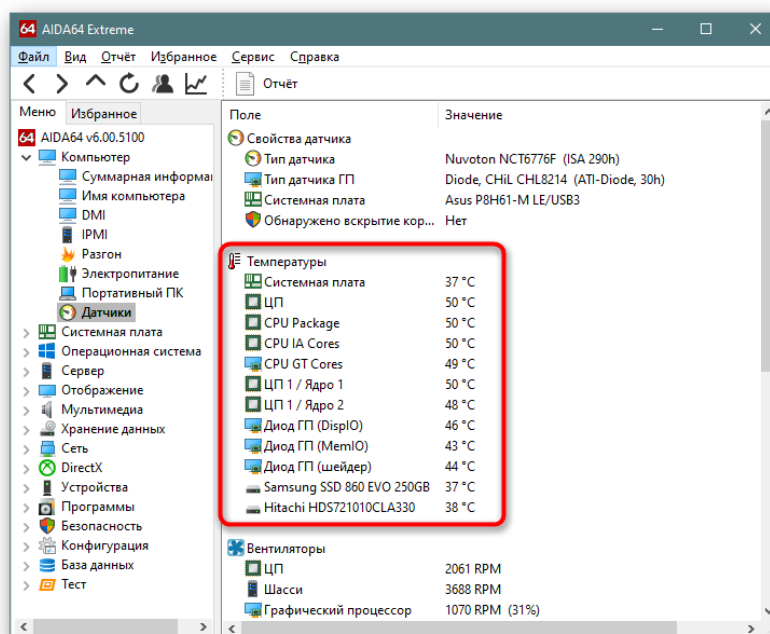 64 AIDA64 Extreme
Файл Вид Отчёт Избранное Сервис Справка
Отчёт
Меню Избранное
64 AIDA64 v6.00.5100
Компьютер
Суммарная информа
Имя компьютера
DMI
IPMI
Разгон
Электропитание
Портативный ПК
Датчики
Системная плата
Операционная система
Сервер
Отображение
Мультимедиа
Хранение данных
Сеть
DirectX
Устройства
Программы
Безопасность
Конфигурация
База данных
Тест
Поле Значение
Свойства датчика
Тип датчика Nuvoton NCT6776F (ISA 290h)
Тип датчика ГП Diode, CHiL CHL8214 (ATI-Diode, 30h)
Системная плата Asus P8H61-M LE/USB3
Обнаружено вскрытие кор... Нет
Температуры
Системная плата 37 °C
ЦП 50 °C
CPU Package 50 °C
CPU IA Cores 50 °C
CPU GT Cores 49 °C
ЦП 1 / Ядро 1 50 °C
ЦП 1 / Ядро 2 48 °C
Диод ГП (DispIO) 46 °C
Диод ГП (MemIO) 43 °C
Диод ГП (шейдер) 44 °C
Samsung SSD 860 EVO 250GB 37 °C
Hitachi HDS721010CLA330 38 °C
Вентиляторы
ЦП 2061 RPM
Шасси 3688 RPM
Графический процессор 1070 RPM (31%)